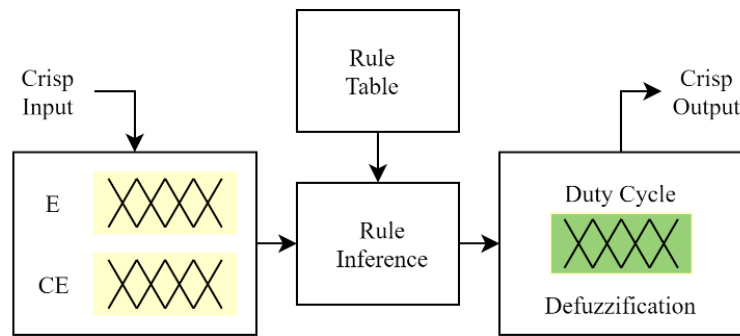 Crisp
Input
Rule
Table
Crisp
Output
E
CE
Rule
Inference
Duty Cycle
Defuzzification